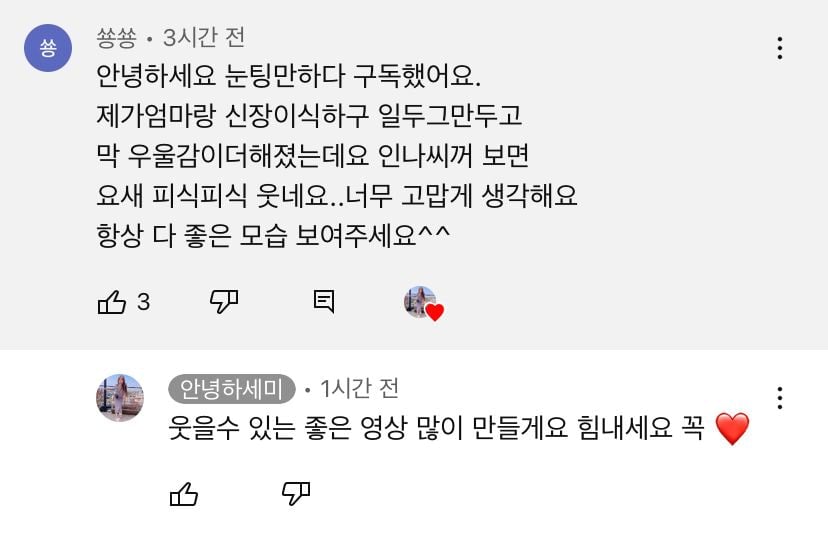 쑝
쑝쑝 • 3시간 전
안녕하세요 눈팅만하다 구독했어요.
제가엄마랑 신장이식하구 일두그만두고
막 우울감이더해졌는데요 인나씨꺼 보면
요새 피식피식 웃네요..너무 고맙게 생각해요
항상 다 좋은 모습 보여주세요^^
3
안녕하세미 • 1시간 전
웃을수 있는 좋은 영상 많이 만들게요 힘내세요 꼭 ❤️